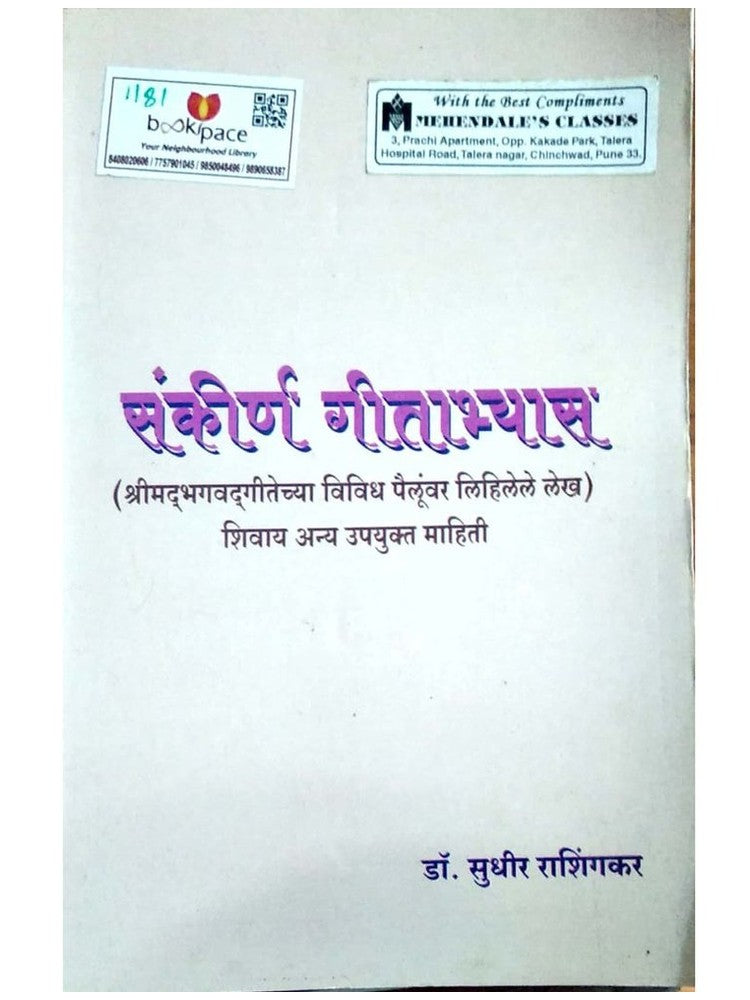 1181
bookspace
Your Neighbourhood Library
8408020606 / 7757901045 / 9850048496 / 9890658387
With the Best Compliments
MEHENDALE'S CLASSES
3, Prachi Apartment, Opp. Kakade Park, Talera
Hospital Road, Talera nagar, Chinchwad, Pune 33.
संकीर्ण गीताभ्यास
(श्रीमद्‌भगवद्‌गीतेच्या विविध पैलूंवर लिहिलेले लेख)
शिवाय अन्य उपयुक्त माहिती
डॉ. सुधीर राशिंगकर